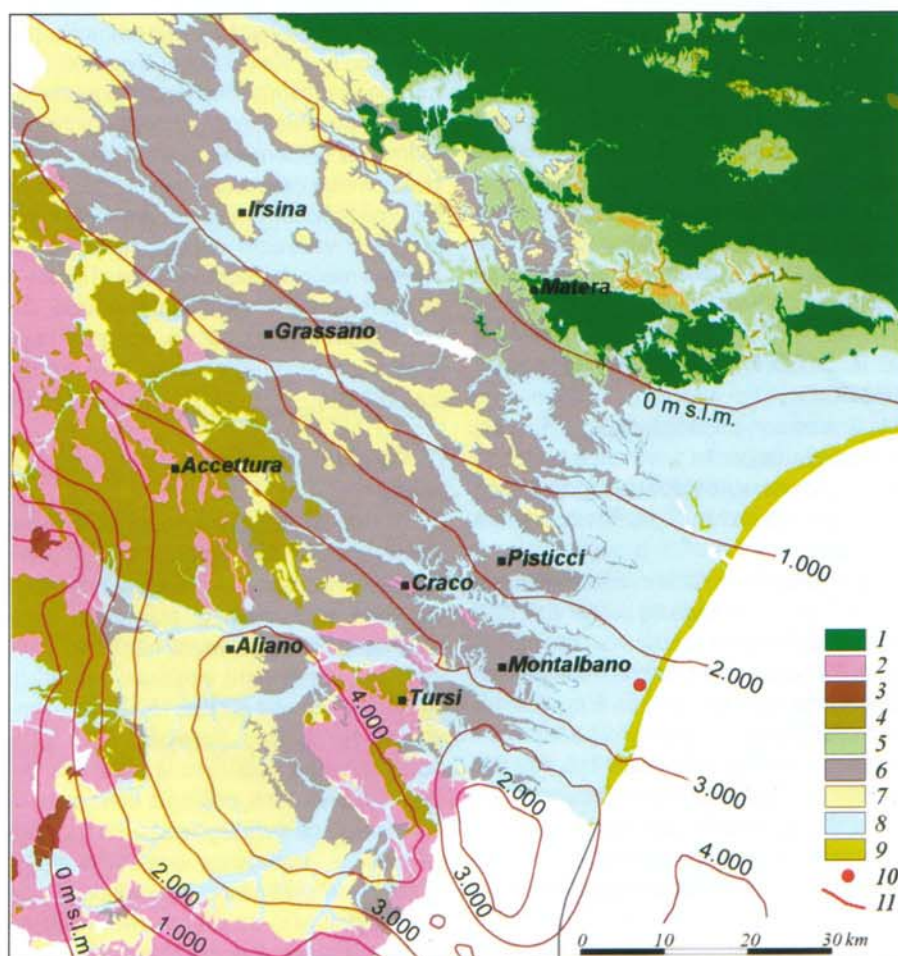 Irsina
Matera
Grassano
0 m s.l.m.
Accettura
Pisticci
1.000
Craco
Aliano
Montalbano
2.000
Tursi
4.000
3.000
2.000
3.000
4.000
0 m s.l.m
2.000
1.000
3.000
1
2
3
4
5
6
7
8
9
10
11
0 10 20 30 km